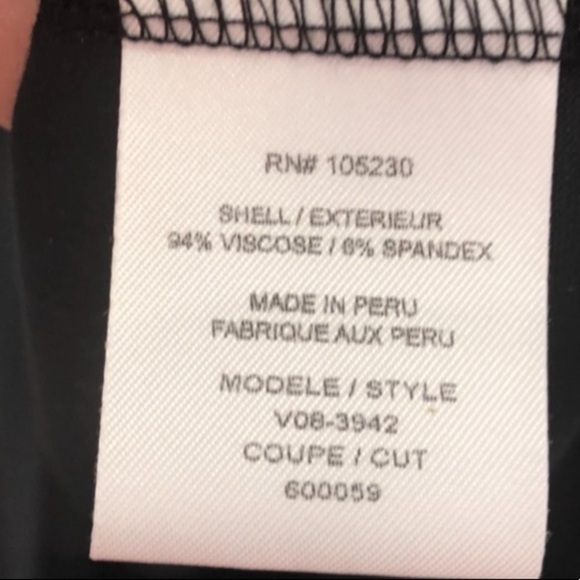 RN# 105230
SHELL / EXTERIEUR
94% VISCOSE / 6% SPANDEX
MADE IN PERU
FABRIQUE AUX PERU
MODELE / STYLE
V08-3942
COUPE / CUT
600059